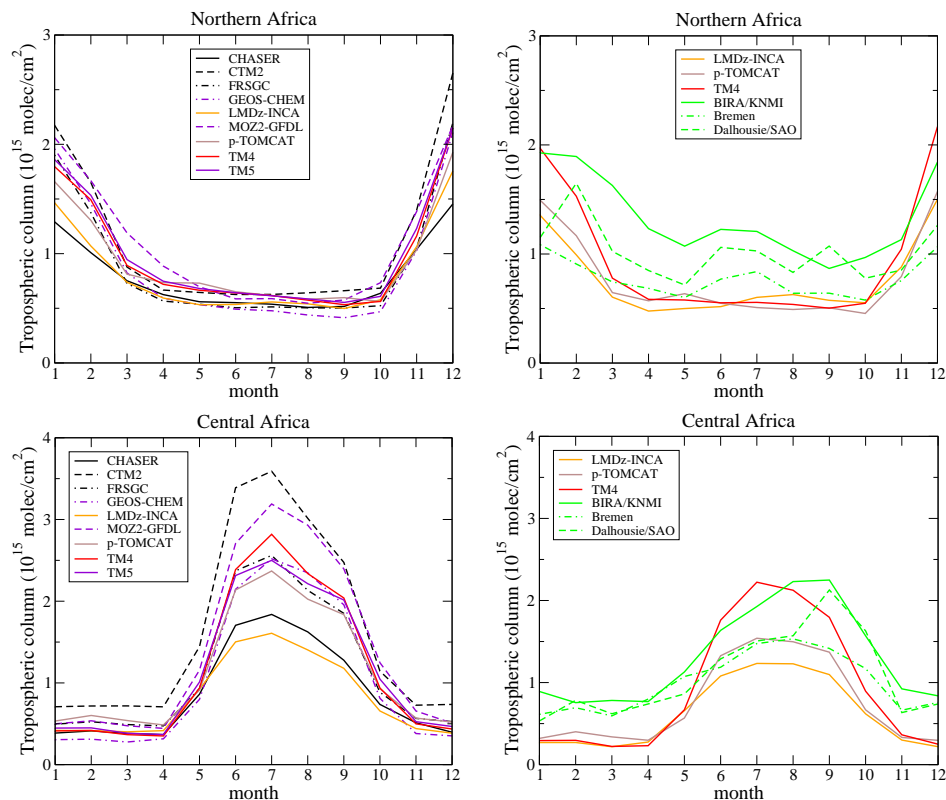 Northern Africa
Tropospheric column (10^15 molec/cm^2)
3
2
1
0
CHASER
CTM2
FRSGC
GEOS-CHEM
LMDz-INCA
MOZ2-GFDL
p-TOMCAT
TM4
TM5
1 2 3 4 5 6 7 8 9 10 11 12
month
Northern Africa
Tropospheric column (10^15 molec/cm^2)
3
2
1
0
LMDz-INCA
p-TOMCAT
TM4
BIRA/KNMI
Bremen
Dalhousie/SAO
1 2 3 4 5 6 7 8 9 10 11 12
month
Central Africa
Tropospheric column (10^15 molec/cm^2)
4
3
2
1
0
CHASER
CTM2
FRSGC
GEOS-CHEM
LMDz-INCA
MOZ2-GFDL
p-TOMCAT
TM4
TM5
1 2 3 4 5 6 7 8 9 10 11 12
month
Central Africa
Tropospheric column (10^15 molec/cm^2)
4
3
2
1
0
LMDz-INCA
p-TOMCAT
TM4
BIRA/KNMI
Bremen
Dalhousie/SAO
1 2 3 4 5 6 7 8 9 10 11 12
month